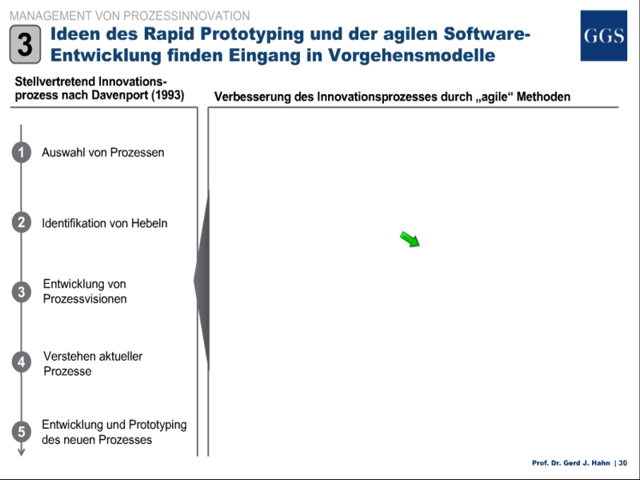 MANAGEMENT VON PROZESSINNOVATION
3
Ideen des Rapid Prototyping und der agilen Software-
Entwicklung finden Eingang in Vorgehensmodelle
GGS
Stellvertretend Innovations-
prozess nach Davenport (1993)
Verbesserung des Innovationsprozesses durch „agile“ Methoden
1 Auswahl von Prozessen
2 Identifikation von Hebeln
3 Entwicklung von
Prozessvisionen
4 Verstehen aktueller
Prozesse
5 Entwicklung und Prototyping
des neuen Prozesses
Prof. Dr. Gerd J. Hahn | 30